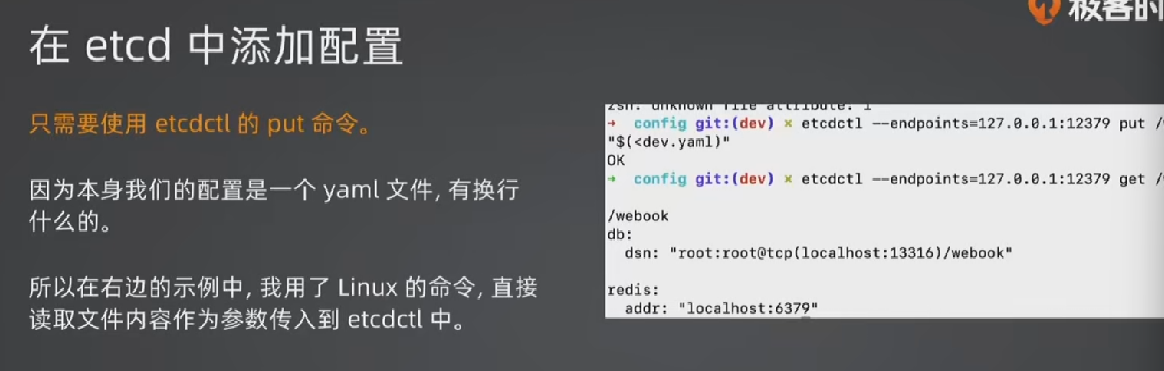 在 etcd 中添加配置
只需要使用 etcdctl 的 put 命令。
因为本身我们的配置是一个 yaml 文件, 有换行
什么的。
所以在右边的示例中, 我用了 Linux 的命令, 直接
读取文件内容作为参数传入到 etcdctl 中。
极客时
zsh: unknown file attribute: i
→ config git:(dev) × etcdctl --endpoints=127.0.0.1:12379 put /
"$(<dev.yaml)"
OK
→ config git:(dev) × etcdctl --endpoints=127.0.0.1:12379 get /
/webook
db:
dsn: "root:root@tcp(localhost:13316)/webook"
redis:
addr: "localhost:6379"